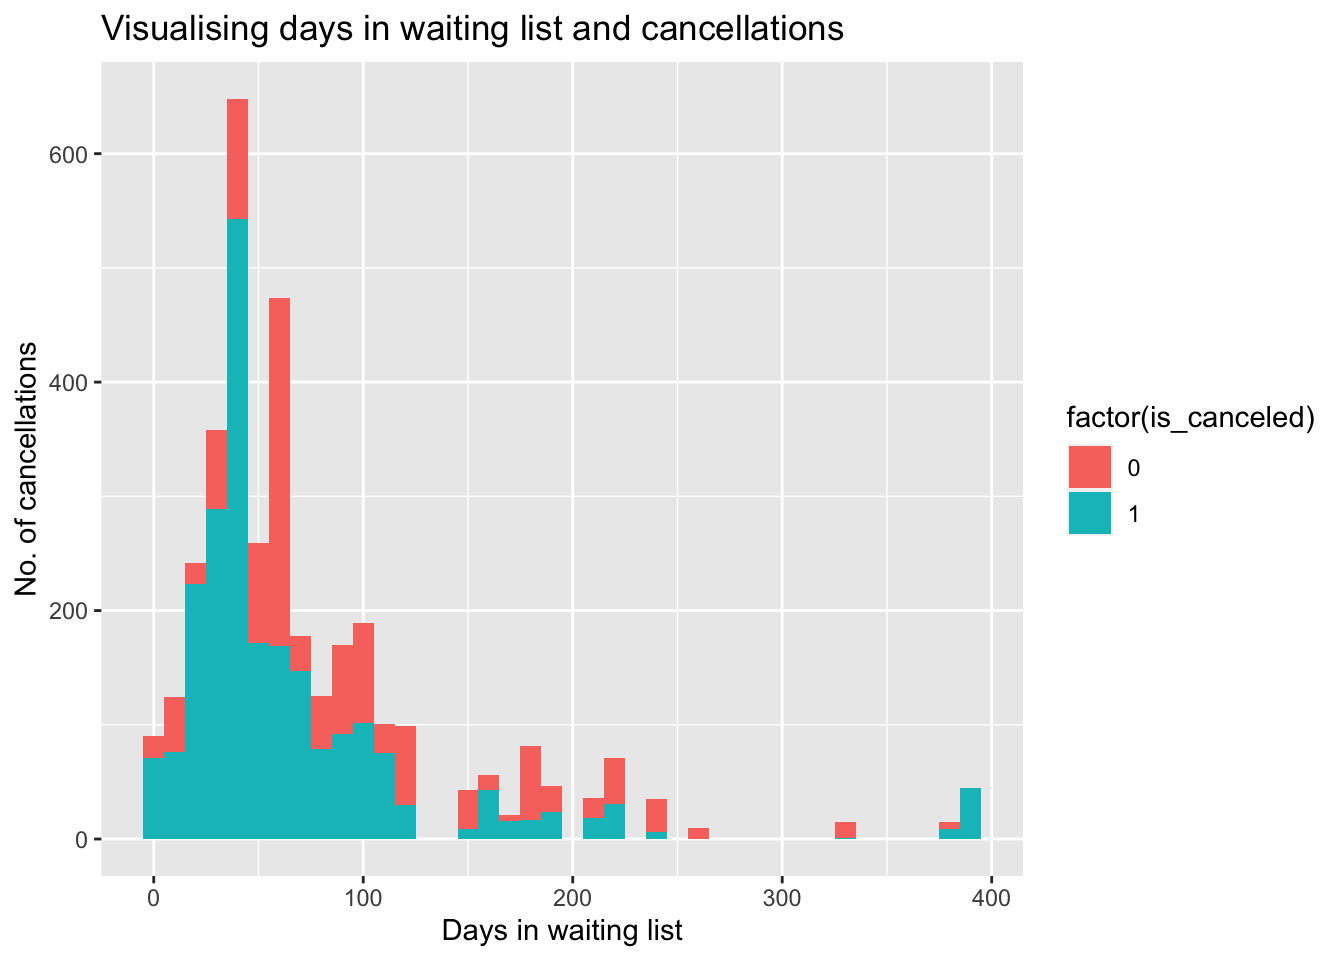 Visualising days in waiting list and cancellations
No. of cancellations
600
400
200
0
0 100 200 300 400
Days in waiting list
factor(is_canceled)
0
1